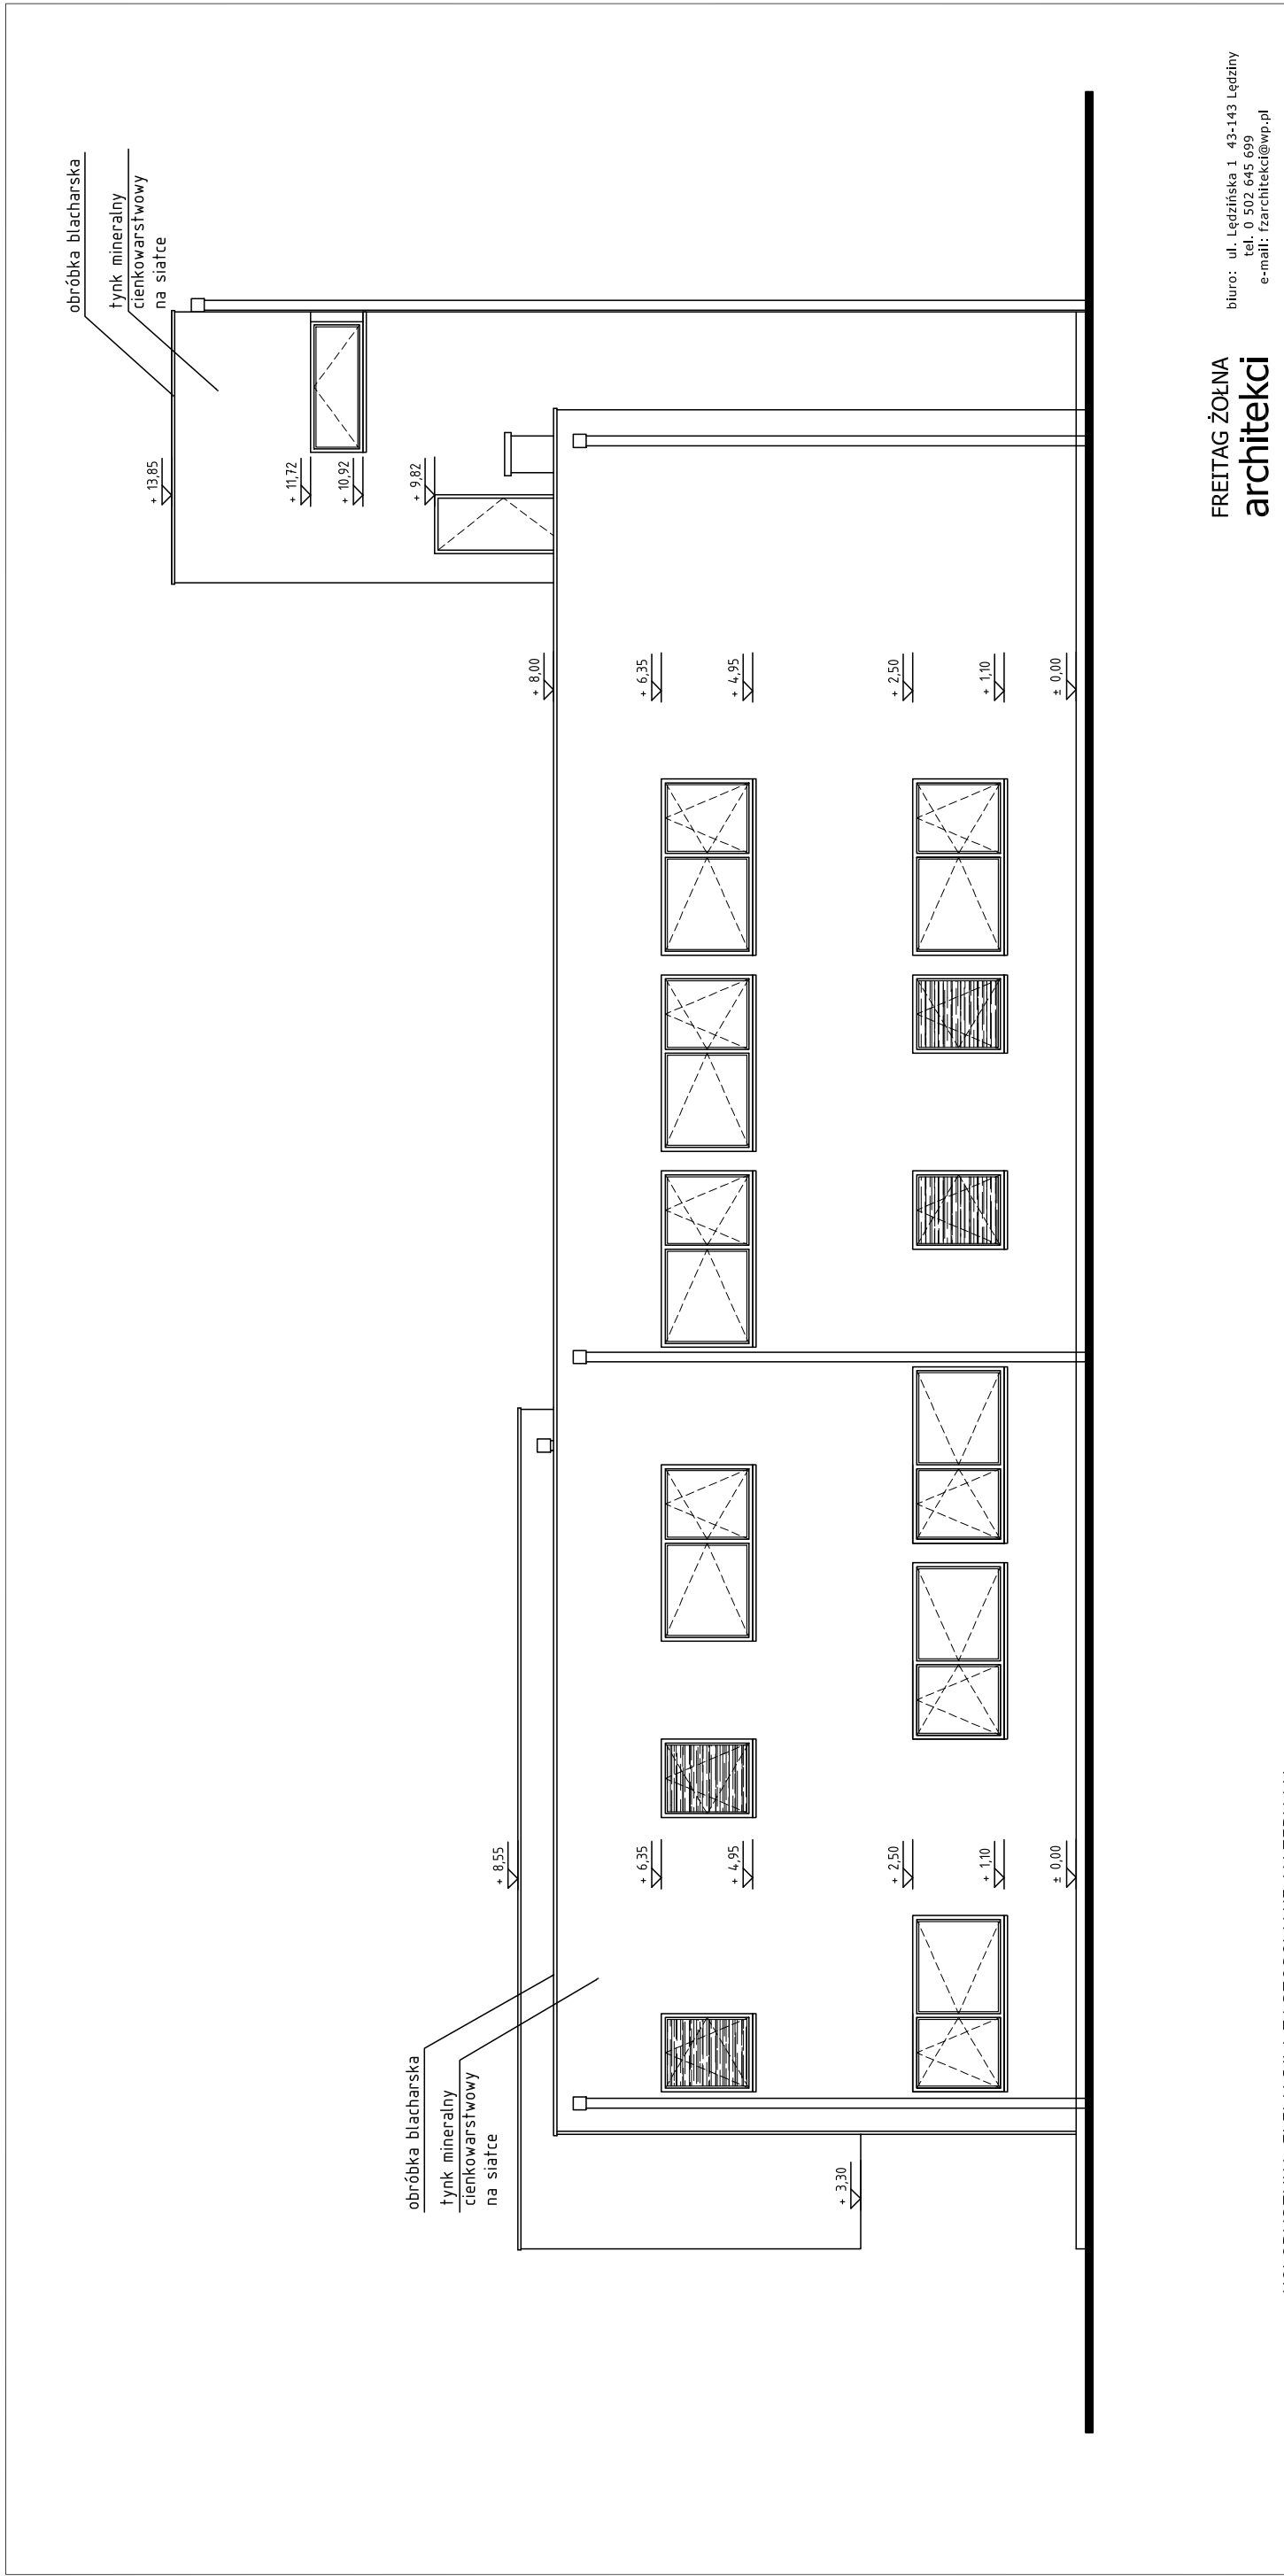 obróbka blacharska
tynk mineralny
cienkowarstwowy
na siatce
+ 13,85
+ 11,72
+ 10,92
+ 9,82
+ 8,00
+ 6,35
+ 4,95
+ 2,50
+ 1,10
± 0,00
+ 8,55
+ 6,35
+ 4,95
+ 2,50
+ 1,10
± 0,00
obróbka blacharska
tynk mineralny
cienkowarstwowy
na siatce
+ 3,30
FREITAG ŻOŁNA
architekci
biuro: ul. Lędzińska 1 43-143 Lędziny
tel. 0 502 645 699
e-mail: fzarchitekci@wp.pl